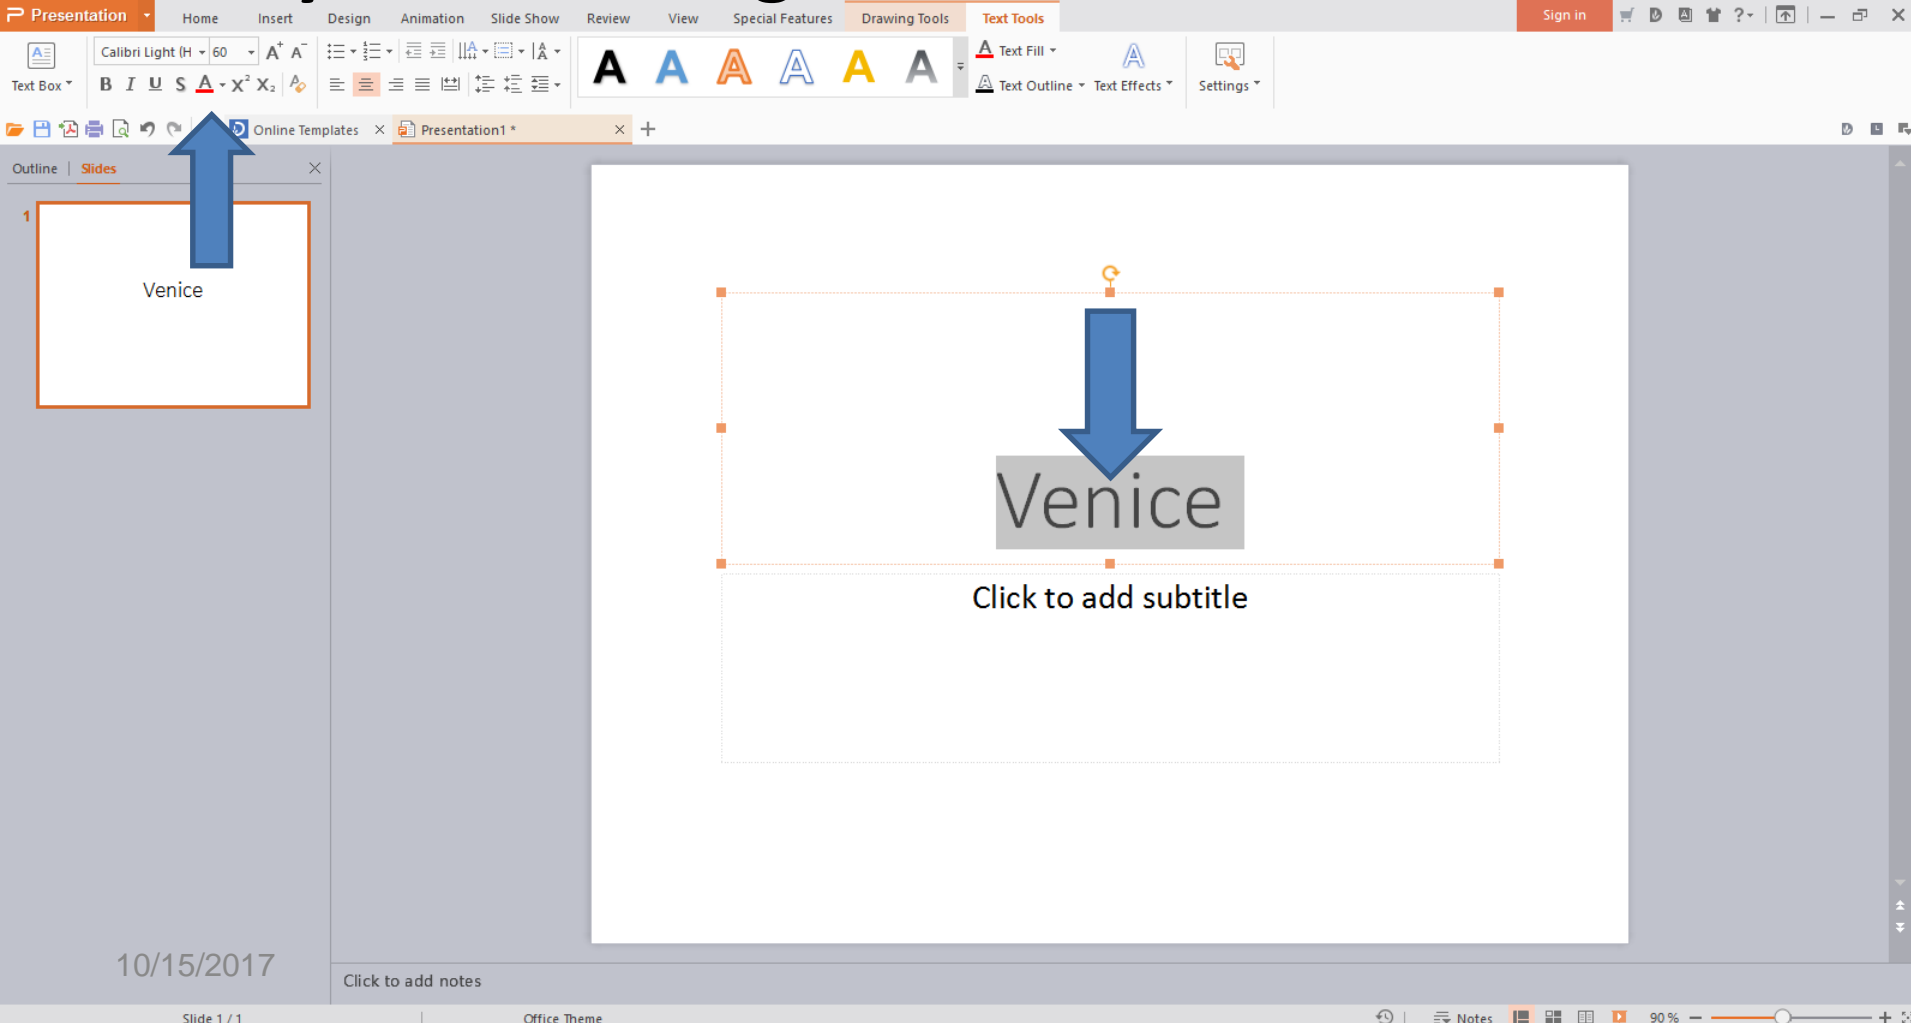 Presentation Home Insert Design Animation Slide Show Review View Special Features Drawing Tools Text Tools Sign in
Calibri Light (H 60 A+ A-
Text Fill
Text Box B I U S A X² X₂
A A A A A A
Text Outline Text Effects Settings
Online Templates Presentation1 *
Outline Slides
1
Venice
Venice
Click to add subtitle
10/15/2017
Click to add notes
Slide 1 / 1 Office Theme Notes 90 %